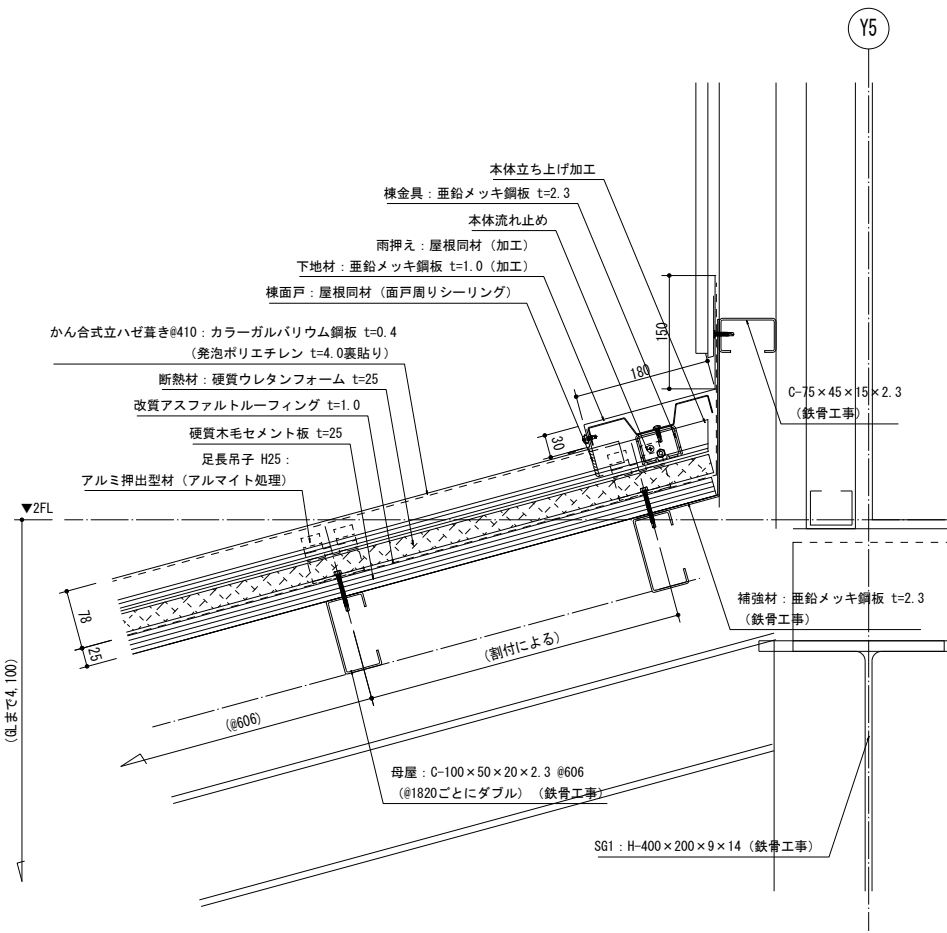 Y5
本体立ち上げ加工
棟金具：亜鉛メッキ鋼板 t=2.3
本体流れ止め
雨押え：屋根同材（加工）
下地材：亜鉛メッキ鋼板 t=1.0（加工）
棟面戸：屋根同材（面戸周りシーリング）
かん合式立ハゼ葺き@410：カラーガルバリウム鋼板 t=0.4
（発泡ポリエチレン t=4.0裏貼り）
断熱材：硬質ウレタンフォーム t=25
改質アスファルトルーフィング t=1.0
硬質木毛セメント板 t=25
足長吊子 H25：
アルミ押出型材（アルマイト処理）
150
180
30
C-75×45×15×2.3
（鉄骨工事）
▼2FL
78
25
（GLまで4,100）
補強材：亜鉛メッキ鋼板 t=2.3
（鉄骨工事）
（割付による）
（@606）
母屋：C-100×50×20×2.3 @606
（@1820ごとにダブル）（鉄骨工事）
SG1：H-400×200×9×14（鉄骨工事）